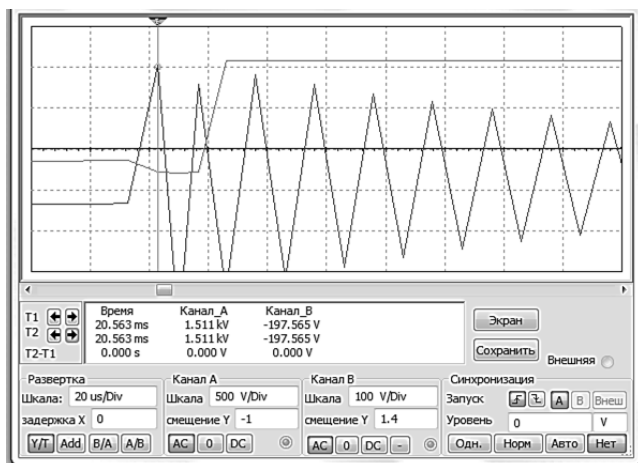 Время Канал_А Канал_В
T1 20.563 ms 1.511 kV -197.565 V
T2 20.563 ms 1.511 kV -197.565 V
T2-T1 0.000 s 0.000 V 0.000 V
Экран
Сохранить
Внешняя
Развертка
Шкала: 20 us/Div
задержка X 0
Y/T Add B/A A/B
Канал А
Шкала 500 V/Div
смещение Y -1
AC 0 DC
Канал В
Шкала 100 V/Div
смещение Y 1.4
AC 0 DC -
Синхронизация
Запуск A B Внеш
Уровень 0 V
Одн. Норм Авто Нет